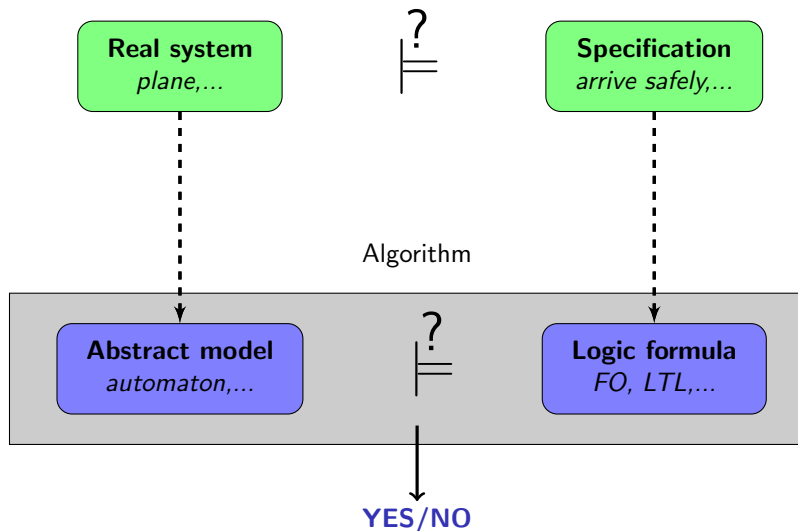 Real system
plane,...
?
⊨
Specification
arrive safely,...
Algorithm
Abstract model
automaton,...
?
⊨
Logic formula
FO, LTL,...
YES/NO